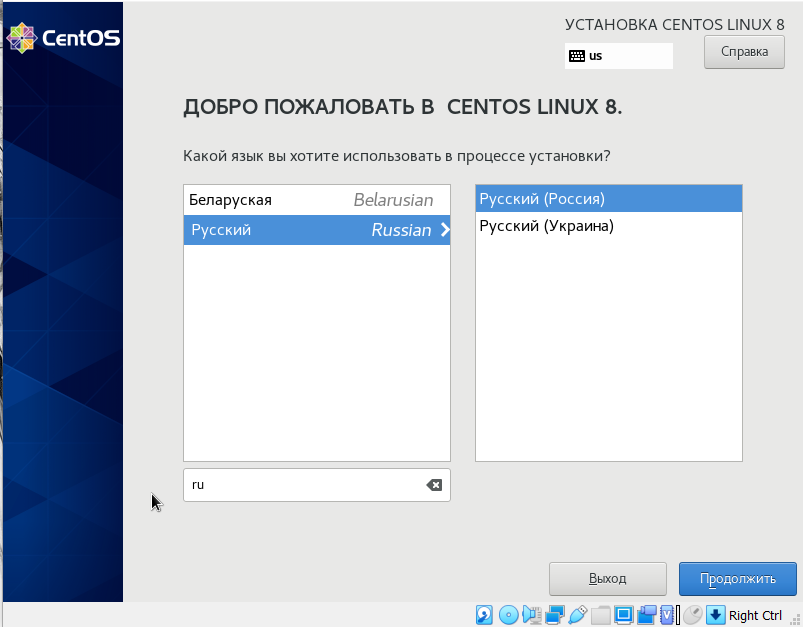 CentOS
УСТАНОВКА CENTOS LINUX 8
us
Справка
ДОБРО ПОЖАЛОВАТЬ В CENTOS LINUX 8.
Какой язык вы хотите использовать в процессе установки?
Беларуская Belarusian
Русский Russian
Русский (Россия)
Русский (Украина)
ru
Выход
Продолжить
V
Right Ctrl